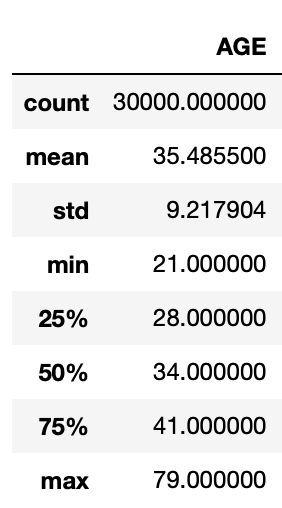 AGE
count 30000.000000
mean 35.485500
std 9.217904
min 21.000000
25% 28.000000
50% 34.000000
75% 41.000000
max 79.000000